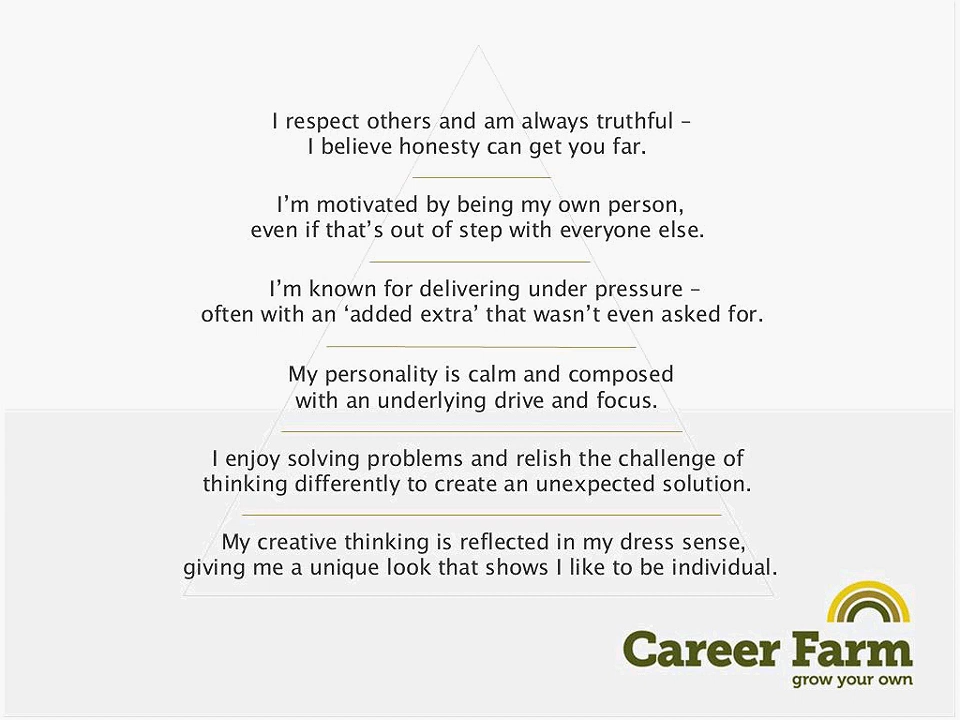 I respect others and am always truthful –
I believe honesty can get you far.
I’m motivated by being my own person,
even if that’s out of step with everyone else.
I’m known for delivering under pressure –
often with an ‘added extra’ that wasn’t even asked for.
My personality is calm and composed
with an underlying drive and focus.
I enjoy solving problems and relish the challenge of
thinking differently to create an unexpected solution.
My creative thinking is reflected in my dress sense,
giving me a unique look that shows I like to be individual.
Career Farm
grow your own